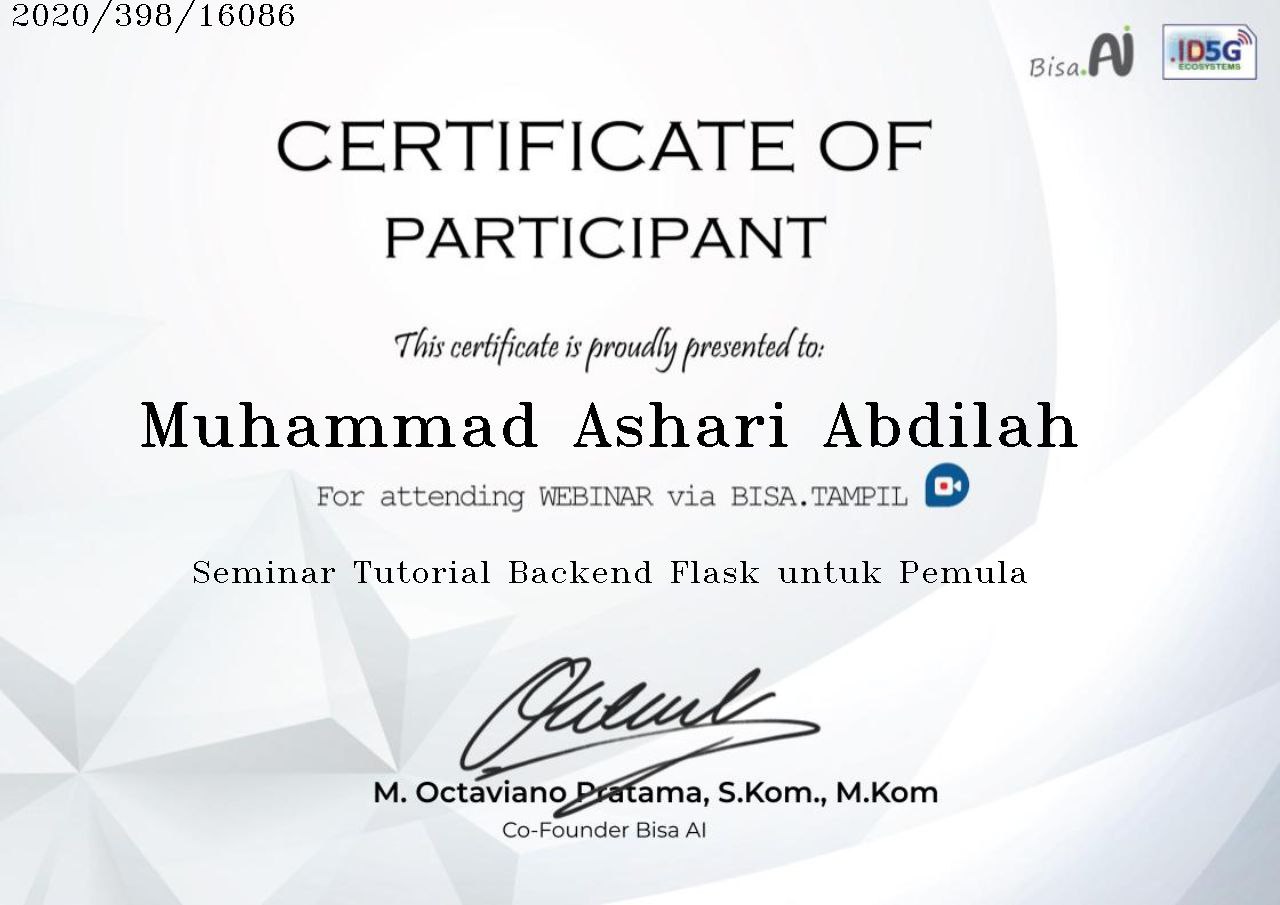 2020/398/16086
Bisa.AI
.ID5G
ECOSYSTEMS
CERTIFICATE OF
PARTICIPANT
This certificate is proudly presented to:
Muhammad Ashari Abdilah
For attending WEBINAR via BISA.TAMPIL
Seminar Tutorial Backend Flask untuk Pemula
M. Octaviano Pratama, S.Kom., M.Kom
Co-Founder Bisa AI